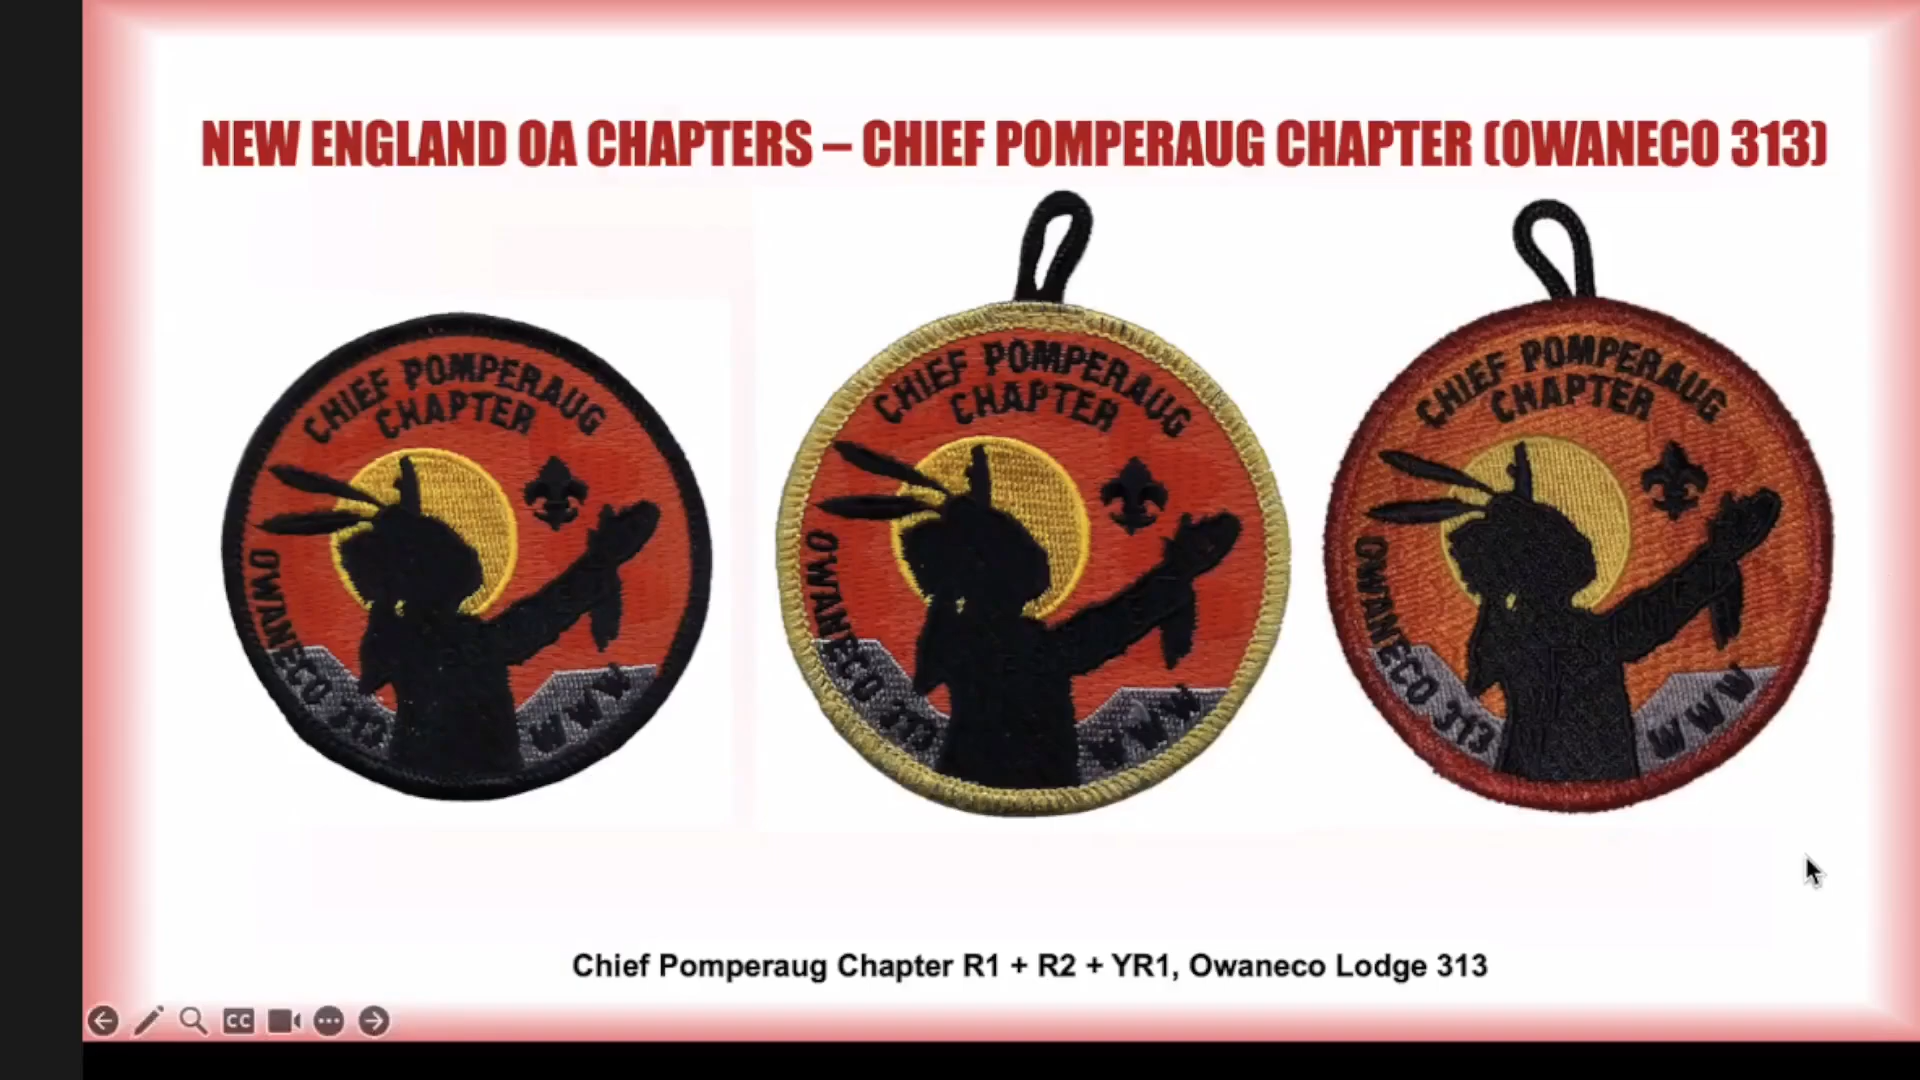 NEW ENGLAND OA CHAPTERS – CHIEF POMPERAUG CHAPTER (OWANECO 313)
CHIEF POMPERAUG
CHAPTER
OWANECO 313
WWW
CHIEF POMPERAUG
CHAPTER
OWANECO 313
WWW
CHIEF POMPERAUG
CHAPTER
OWANECO 313
WWW
Chief Pomperaug Chapter R1 + R2 + YR1, Owaneco Lodge 313
CC